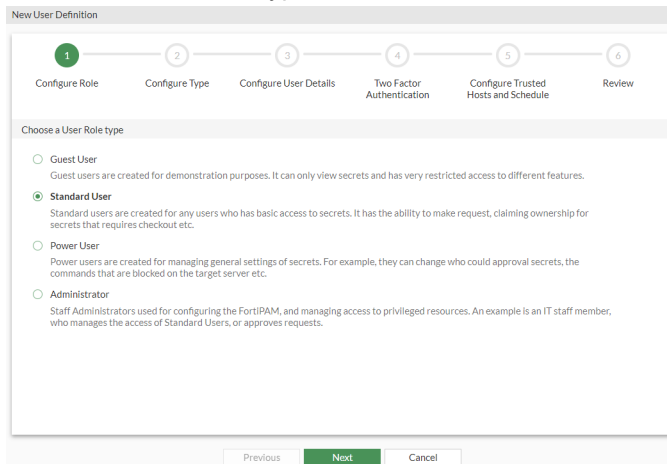 New User Definition
1
2
3
4
5
6
Configure Role
Configure Type
Configure User Details
Two Factor
Authentication
Configure Trusted
Hosts and Schedule
Review
Choose a User Role type
Guest User
Guest users are created for demonstration purposes. It can only view secrets and has very restricted access to different features.
Standard User
Standard users are created for any users who has basic access to secrets. It has the ability to make request, claiming ownership for
secrets that requires checkout etc.
Power User
Power users are created for managing general settings of secrets. For example, they can change who could approval secrets, the
commands that are blocked on the target server etc.
Administrator
Staff Administrators used for configuring the FortiPAM, and managing access to privileged resources. An example is an IT staff member,
who manages the access of Standard Users, or approves requests.
Previous
Next
Cancel